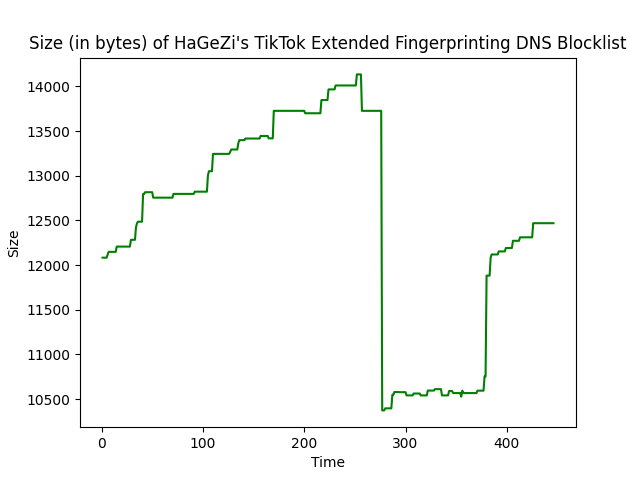 Size (in bytes) of HaGeZi's TikTok Extended Fingerprinting DNS Blocklist
14000
13500
13000
12500
12000
11500
11000
10500
Size
0 100 200 300 400
Time